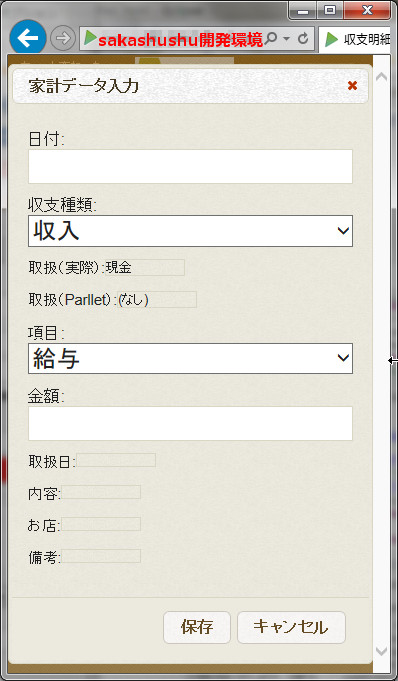 sakashushu開発環境
収支明細
家計データ入力
日付:
収支種類:
収入
取扱(実際):現金
取扱(Parllet):(なし)
項目:
給与
金額:
取扱日:
内容:
お店:
備考:
保存 キャンセル